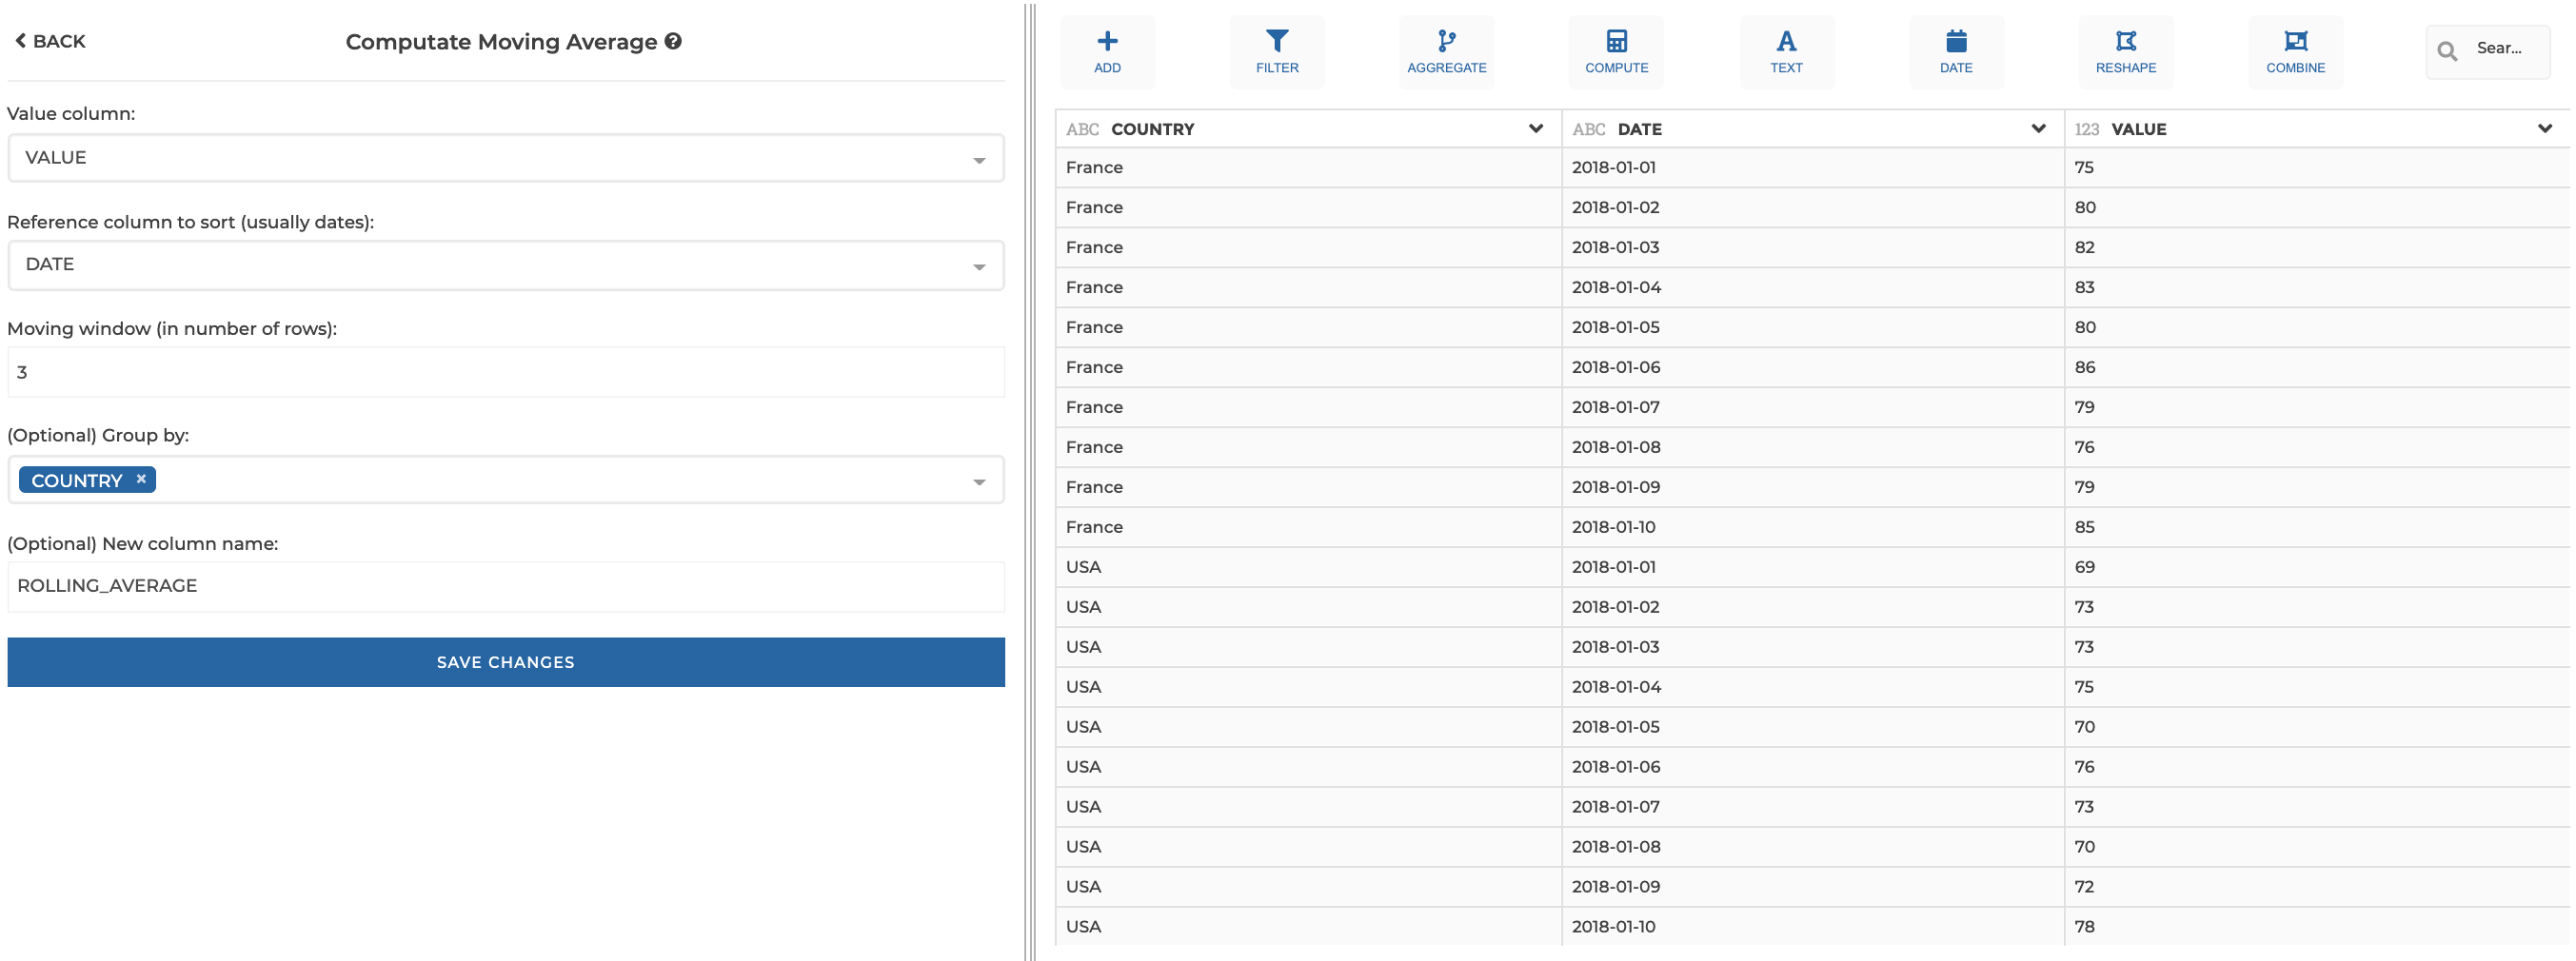 BACK
Computate Moving Average
Value column:
VALUE
Reference column to sort (usually dates):
DATE
Moving window (in number of rows):
3
(Optional) Group by:
COUNTRY ×
(Optional) New column name:
ROLLING_AVERAGE
SAVE CHANGES
ADD FILTER AGGREGATE COMPUTE TEXT DATE RESHAPE COMBINE Sear...
ABC COUNTRY ABC DATE 123 VALUE
France 2018-01-01 75
France 2018-01-02 80
France 2018-01-03 82
France 2018-01-04 83
France 2018-01-05 80
France 2018-01-06 86
France 2018-01-07 79
France 2018-01-08 76
France 2018-01-09 79
France 2018-01-10 85
USA 2018-01-01 69
USA 2018-01-02 73
USA 2018-01-03 73
USA 2018-01-04 75
USA 2018-01-05 70
USA 2018-01-06 76
USA 2018-01-07 73
USA 2018-01-08 70
USA 2018-01-09 72
USA 2018-01-10 78